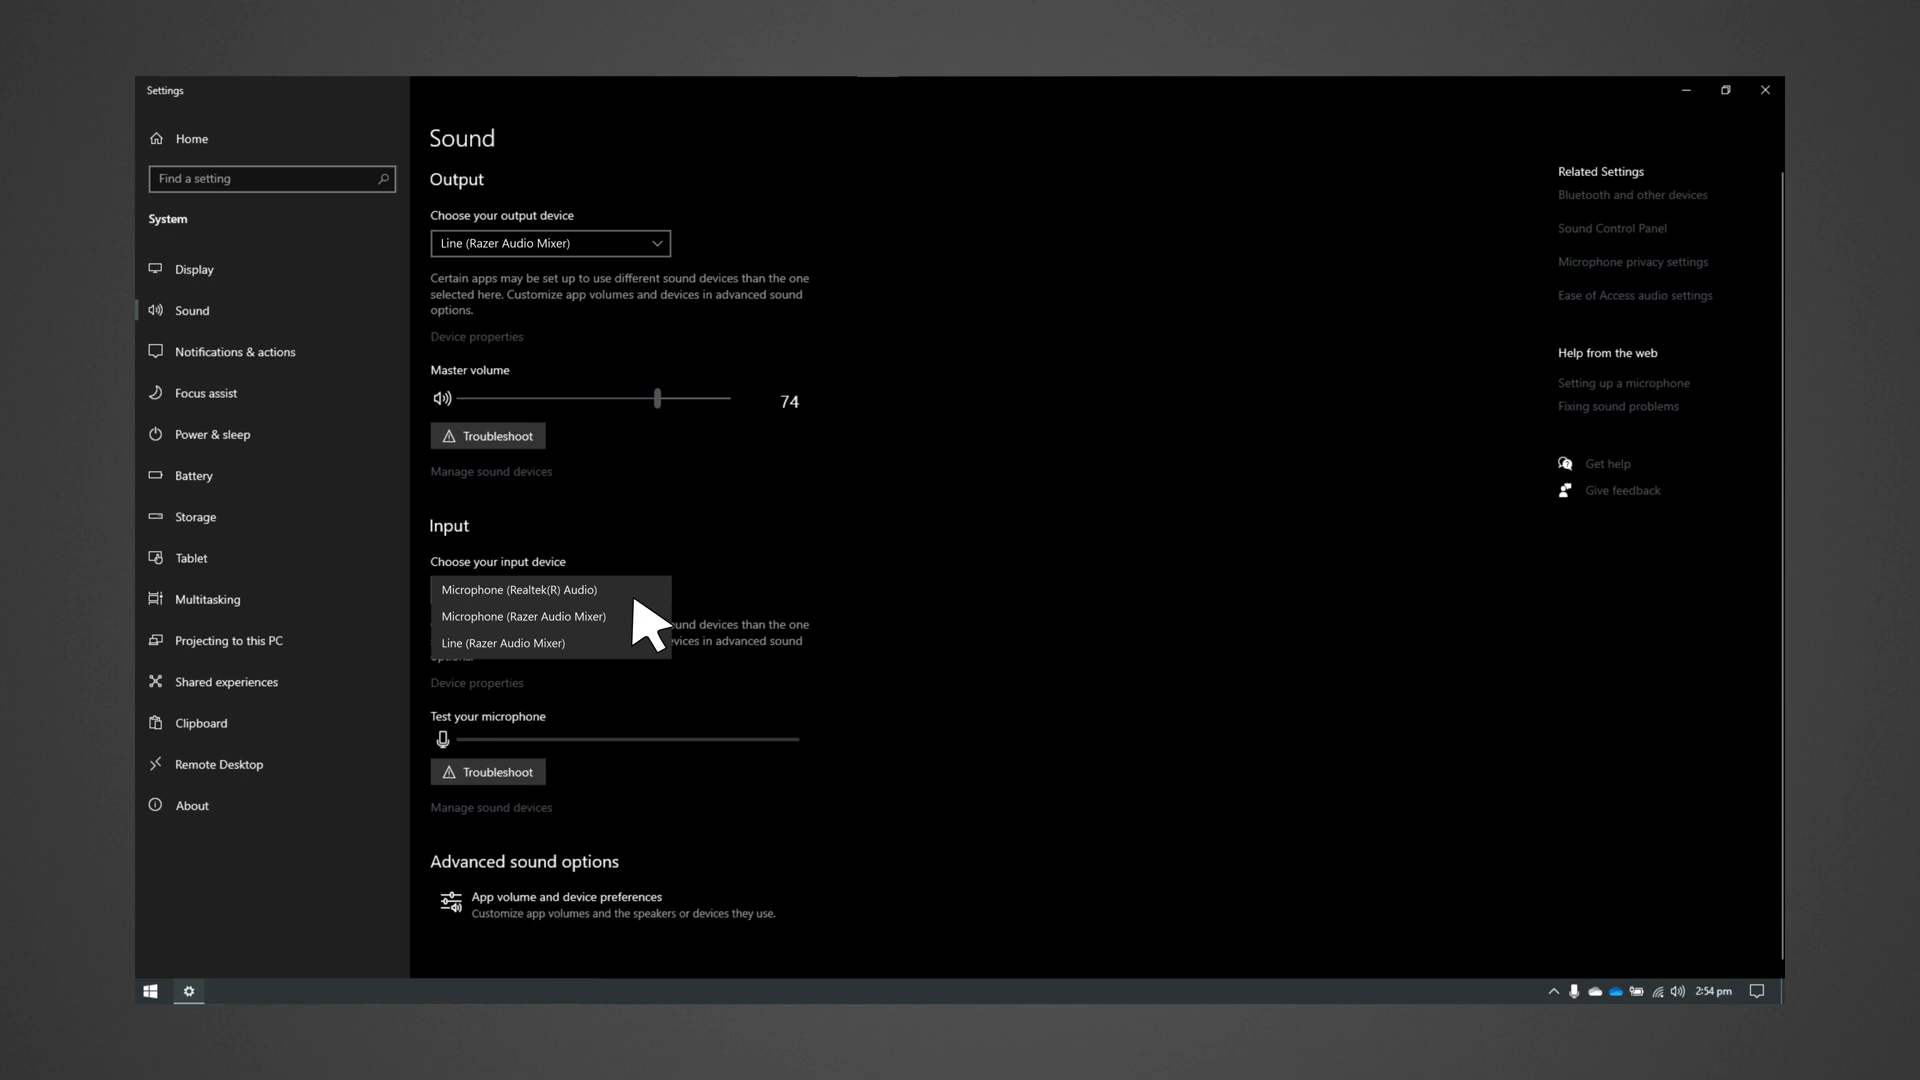 Settings
Home
Find a setting
System
Display
Sound
Notifications & actions
Focus assist
Power & sleep
Battery
Storage
Tablet
Multitasking
Projecting to this PC
Shared experiences
Clipboard
Remote Desktop
About
Sound
Output
Choose your output device
Line (Razer Audio Mixer)
Certain apps may be set up to use different sound devices than the one
selected here. Customize app volumes and devices in advanced sound
options.
Device properties
Master volume
74
Troubleshoot
Manage sound devices
Input
Choose your input device
Microphone (Realtek(R) Audio)
Microphone (Razer Audio Mixer)
Line (Razer Audio Mixer)
devices than the one
in advanced sound
Device properties
Test your microphone
Troubleshoot
Manage sound devices
Advanced sound options
App volume and device preferences
Customize app volumes and the speakers or devices they use.
Related Settings
Bluetooth and other devices
Sound Control Panel
Microphone privacy settings
Ease of Access audio settings
Help from the web
Setting up a microphone
Fixing sound problems
Get help
Give feedback
2:54 pm